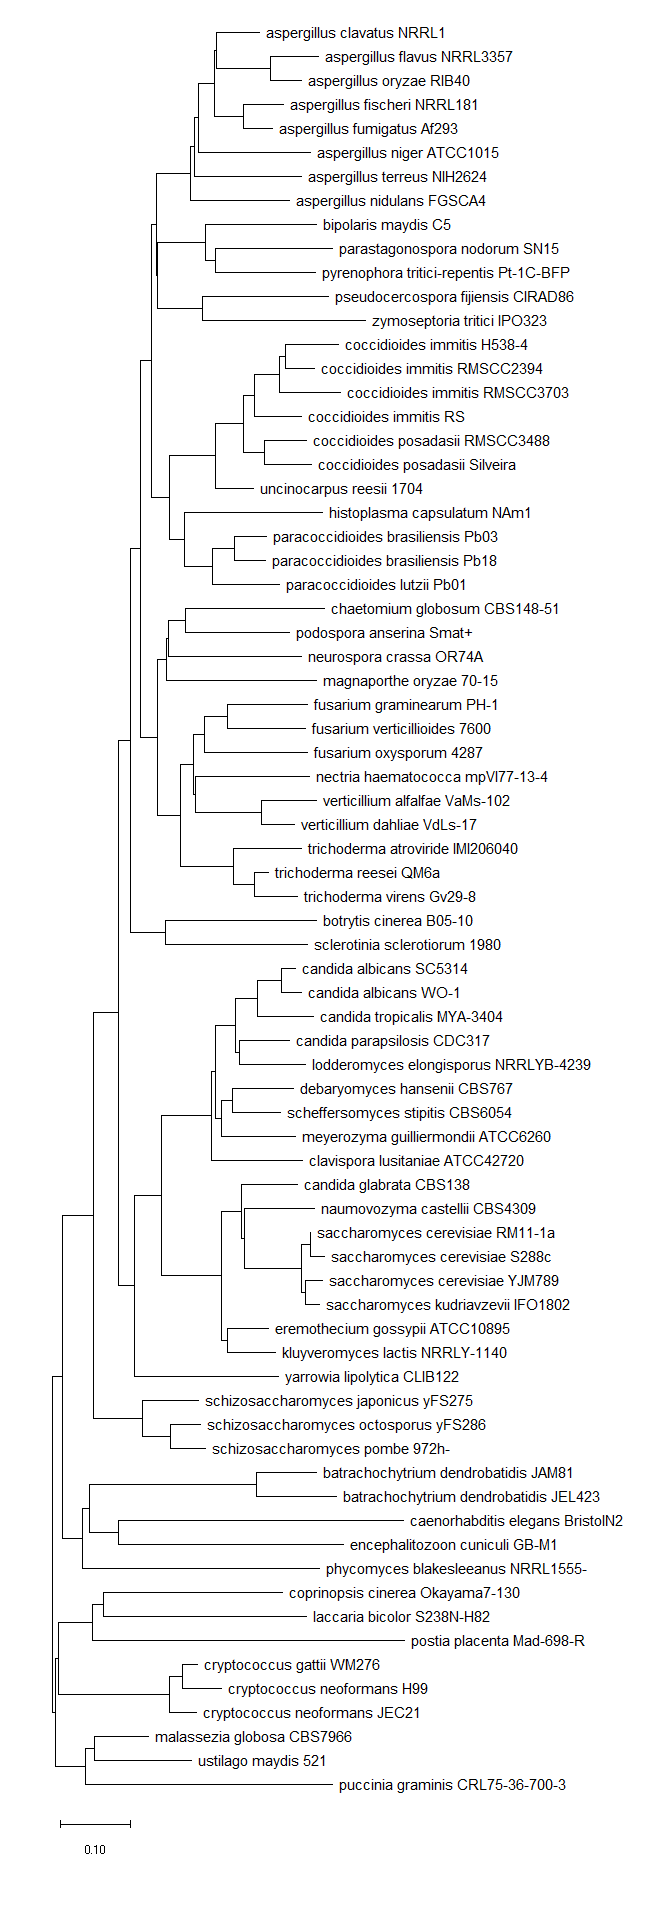 aspergillus clavatus NRRL1
aspergillus flavus NRRL3357
aspergillus oryzae RIB40
aspergillus fischeri NRRL181
aspergillus fumigatus Af293
aspergillus niger ATCC1015
aspergillus terreus NIH2624
aspergillus nidulans FGSCA4
bipolaris maydis C5
parastagonospora nodorum SN15
pyrenophora tritici-repentis Pt-1C-BFP
pseudocercospora fijiensis CIRAD86
zymoseptoria tritici IPO323
coccidioides immitis H538-4
coccidioides immitis RMSCC2394
coccidioides immitis RMSCC3703
coccidioides immitis RS
coccidioides posadasii RMSCC3488
coccidioides posadasii Silveira
uncinocarpus reesii 1704
histoplasma capsulatum NAm1
paracoccidioides brasiliensis Pb03
paracoccidioides brasiliensis Pb18
paracoccidioides lutzii Pb01
chaetomium globosum CBS148-51
podospora anserina Smat+
neurospora crassa OR74A
magnaporthe oryzae 70-15
fusarium graminearum PH-1
fusarium verticillioides 7600
fusarium oxysporum 4287
nectria haematococca mpVI77-13-4
verticillium alfalfae VaMs-102
verticillium dahliae VdLs-17
trichoderma atroviride IMI206040
trichoderma reesei QM6a
trichoderma virens Gv29-8
botrytis cinerea B05-10
sclerotinia sclerotiorum 1980
candida albicans SC5314
candida albicans WO-1
candida tropicalis MYA-3404
candida parapsilosis CDC317
lodderomyces elongisporus NRRLYB-4239
debaryomyces hansenii CBS767
scheffersomyces stipitis CBS6054
meyerozyma guilliermondii ATCC6260
clavispora lusitaniae ATCC42720
candida glabrata CBS138
naumovozyma castellii CBS4309
saccharomyces cerevisiae RM11-1a
saccharomyces cerevisiae S288c
saccharomyces cerevisiae YJM789
saccharomyces kudriavzevii IFO1802
eremothecium gossypii ATCC10895
kluyveromyces lactis NRRLY-1140
yarrowia lipolytica CLIB122
schizosaccharomyces japonicus yFS275
schizosaccharomyces octosporus yFS286
schizosaccharomyces pombe 972h-
batrachochytrium dendrobatidis JAM81
batrachochytrium dendrobatidis JEL423
caenorhabditis elegans BristolN2
encephalitozoon cuniculi GB-M1
phycomyces blakesleeanus NRRL1555-
coprinopsis cinerea Okayama7-130
laccaria bicolor S238N-H82
postia placenta Mad-698-R
cryptococcus gattii WM276
cryptococcus neoformans H99
cryptococcus neoformans JEC21
malassezia globosa CBS7966
ustilago maydis 521
puccinia graminis CRL75-36-700-3
0.10